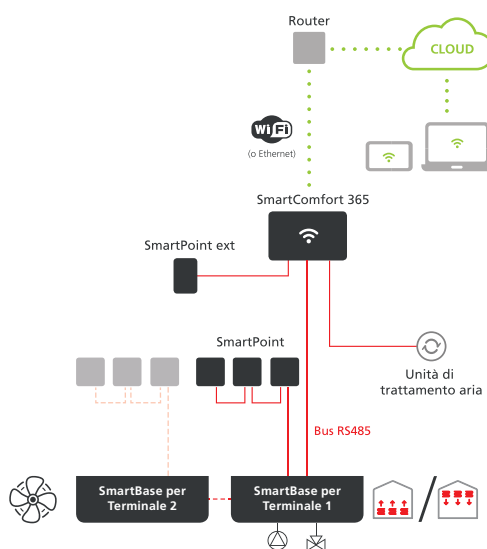 Router
CLOUD
WiFi
(o Ethernet)
SmartComfort 365
SmartPoint ext
SmartPoint
Unità di
trattamento aria
Bus RS485
SmartBase per
Terminale 2
SmartBase per
Terminale 1